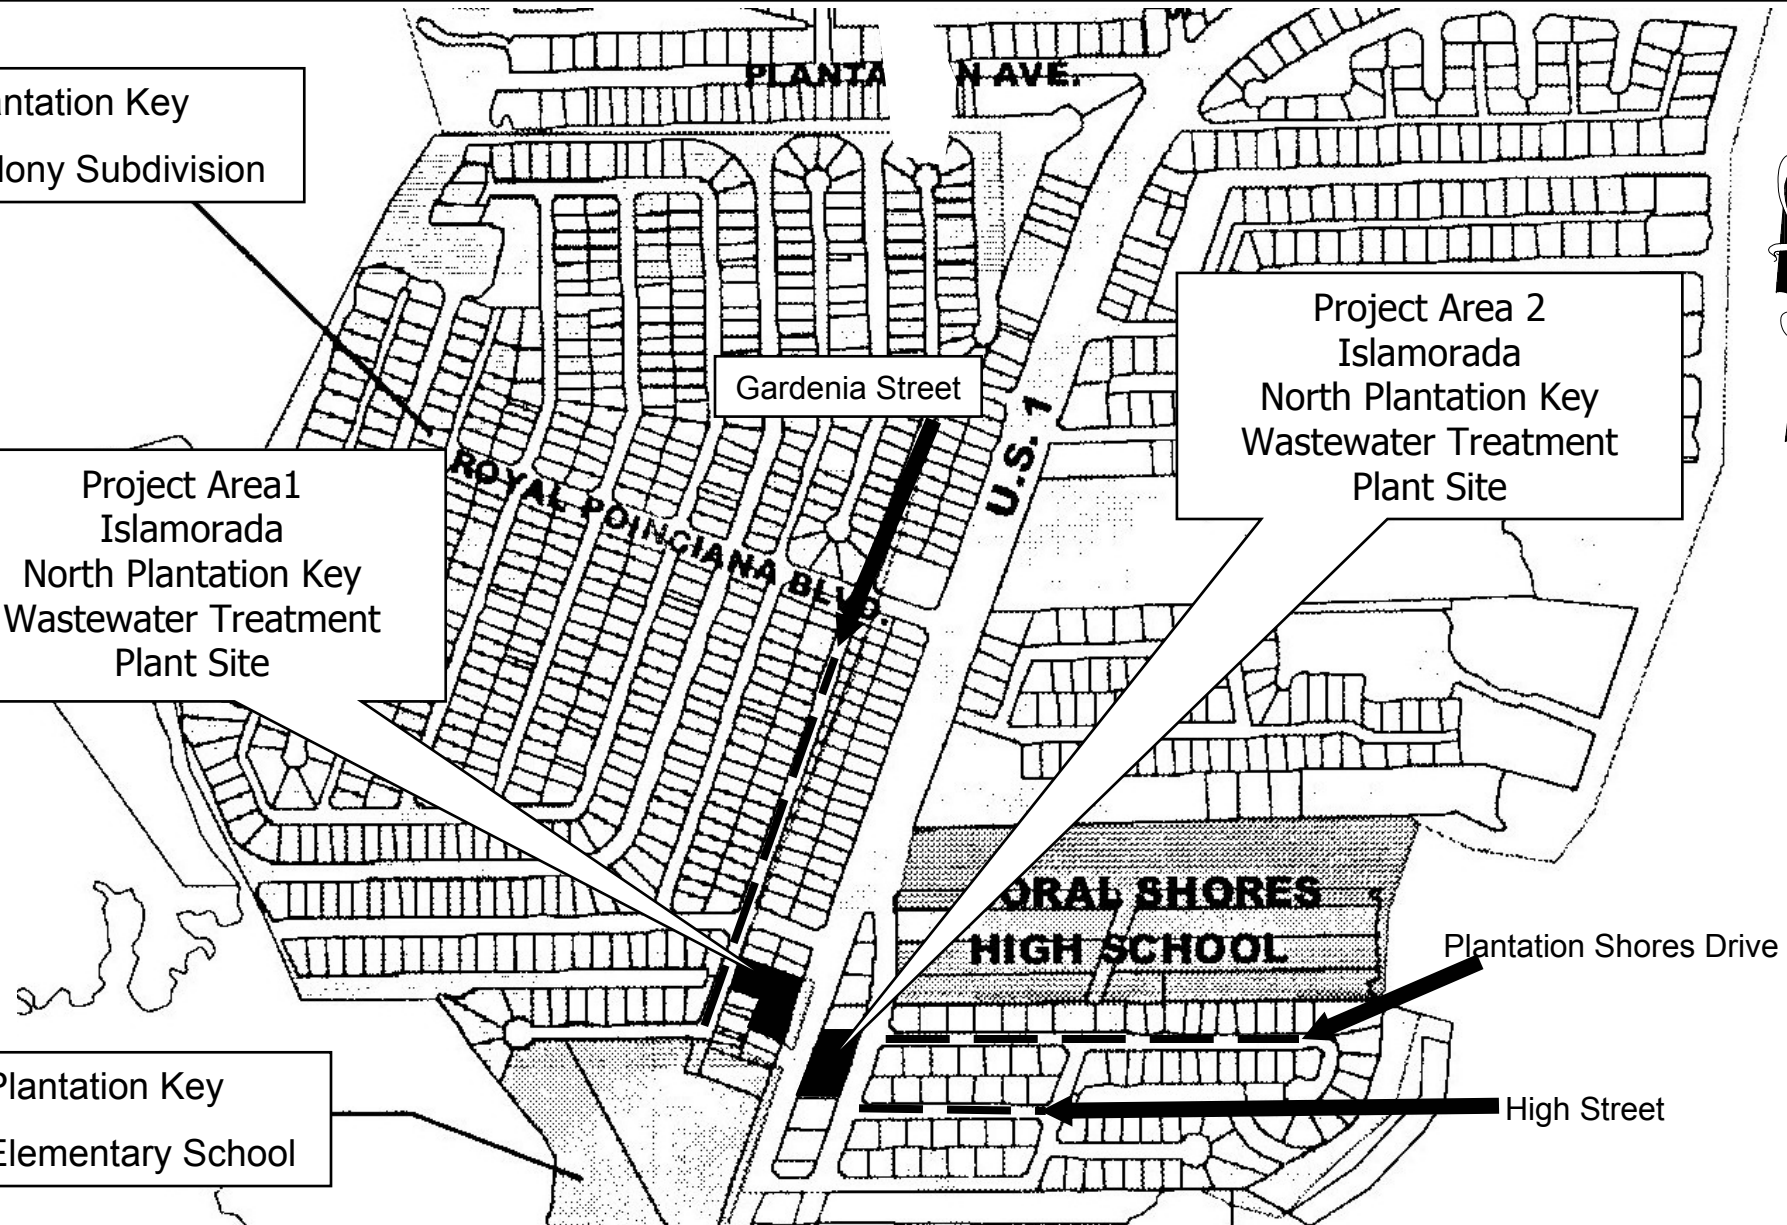 PLANTA N AVE.
ntation Key
lony Subdivision
Project Area 2
Islamorada
North Plantation Key
Wastewater Treatment
Plant Site
Gardenia Street
U.S. 1
ROYAL POINCIANA BLVD.
Project Area1
Islamorada
North Plantation Key
Wastewater Treatment
Plant Site
ORAL SHORES
HIGH SCHOOL
Plantation Shores Drive
Plantation Key
Elementary School
High Street